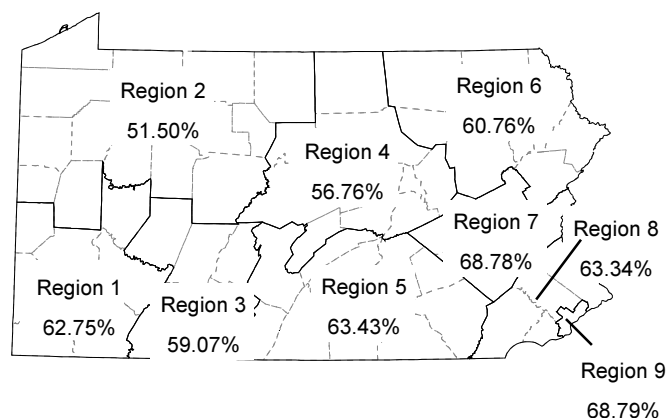 Region 2
51.50%
Region 6
60.76%
Region 4
56.76%
Region 7
68.78%
Region 8
63.34%
Region 1
62.75%
Region 3
59.07%
Region 5
63.43%
Region 9
68.79%